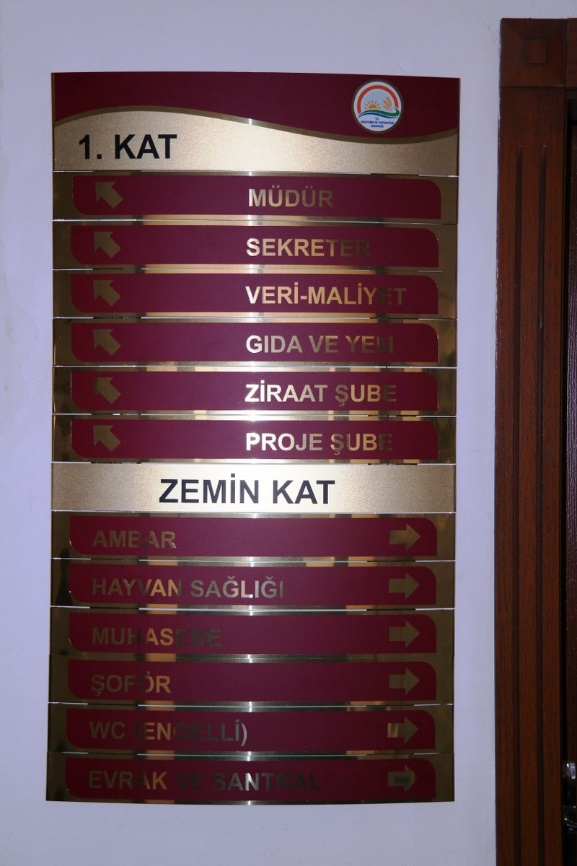 1. KAT
MÜDÜR
SEKRETER
VERİ-MALİYET
GIDA VE YEM
ZİRAAT ŞUBE
PROJE ŞUBE
ZEMİN KAT
AMBAR
HAYVAN SAĞLIĞI
MUHASEBE
ŞOFÖR
WC (ENGELLİ)
EVRAK VE SANTRAL